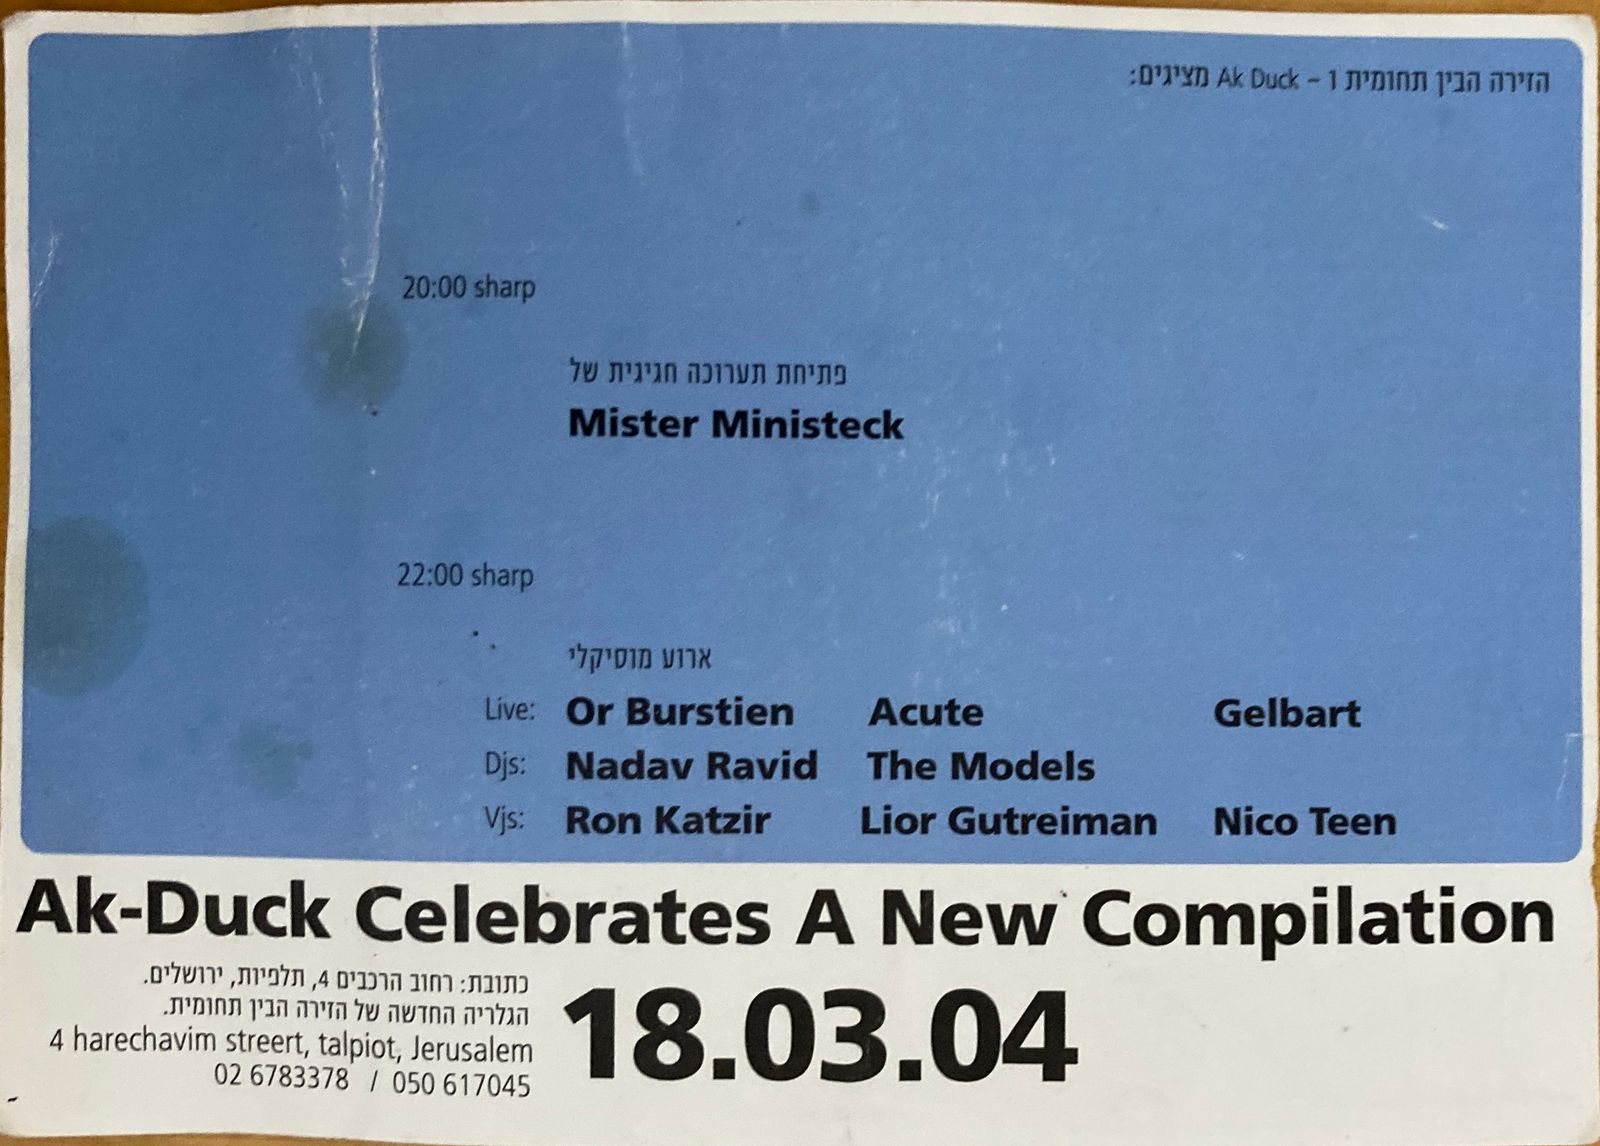 הזירה הבין תחומית ו – Ak Duck מציגים:
20:00 sharp
פתיחת תערוכה חגיגית של
Mister Ministeck
22:00 sharp
ארוע מוסיקלי
Live: Or Burstien Acute Gelbart
Djs: Nadav Ravid The Models
Vjs: Ron Katzir Lior Gutreiman Nico Teen
Ak-Duck Celebrates A New Compilation
כתובת: רחוב הרכבים 4, תלפיות, ירושלים.
הגלריה החדשה של הזירה הבין תחומית.
4 harechavim streert, talpiot, Jerusalem
02 6783378 / 050 617045
18.03.04